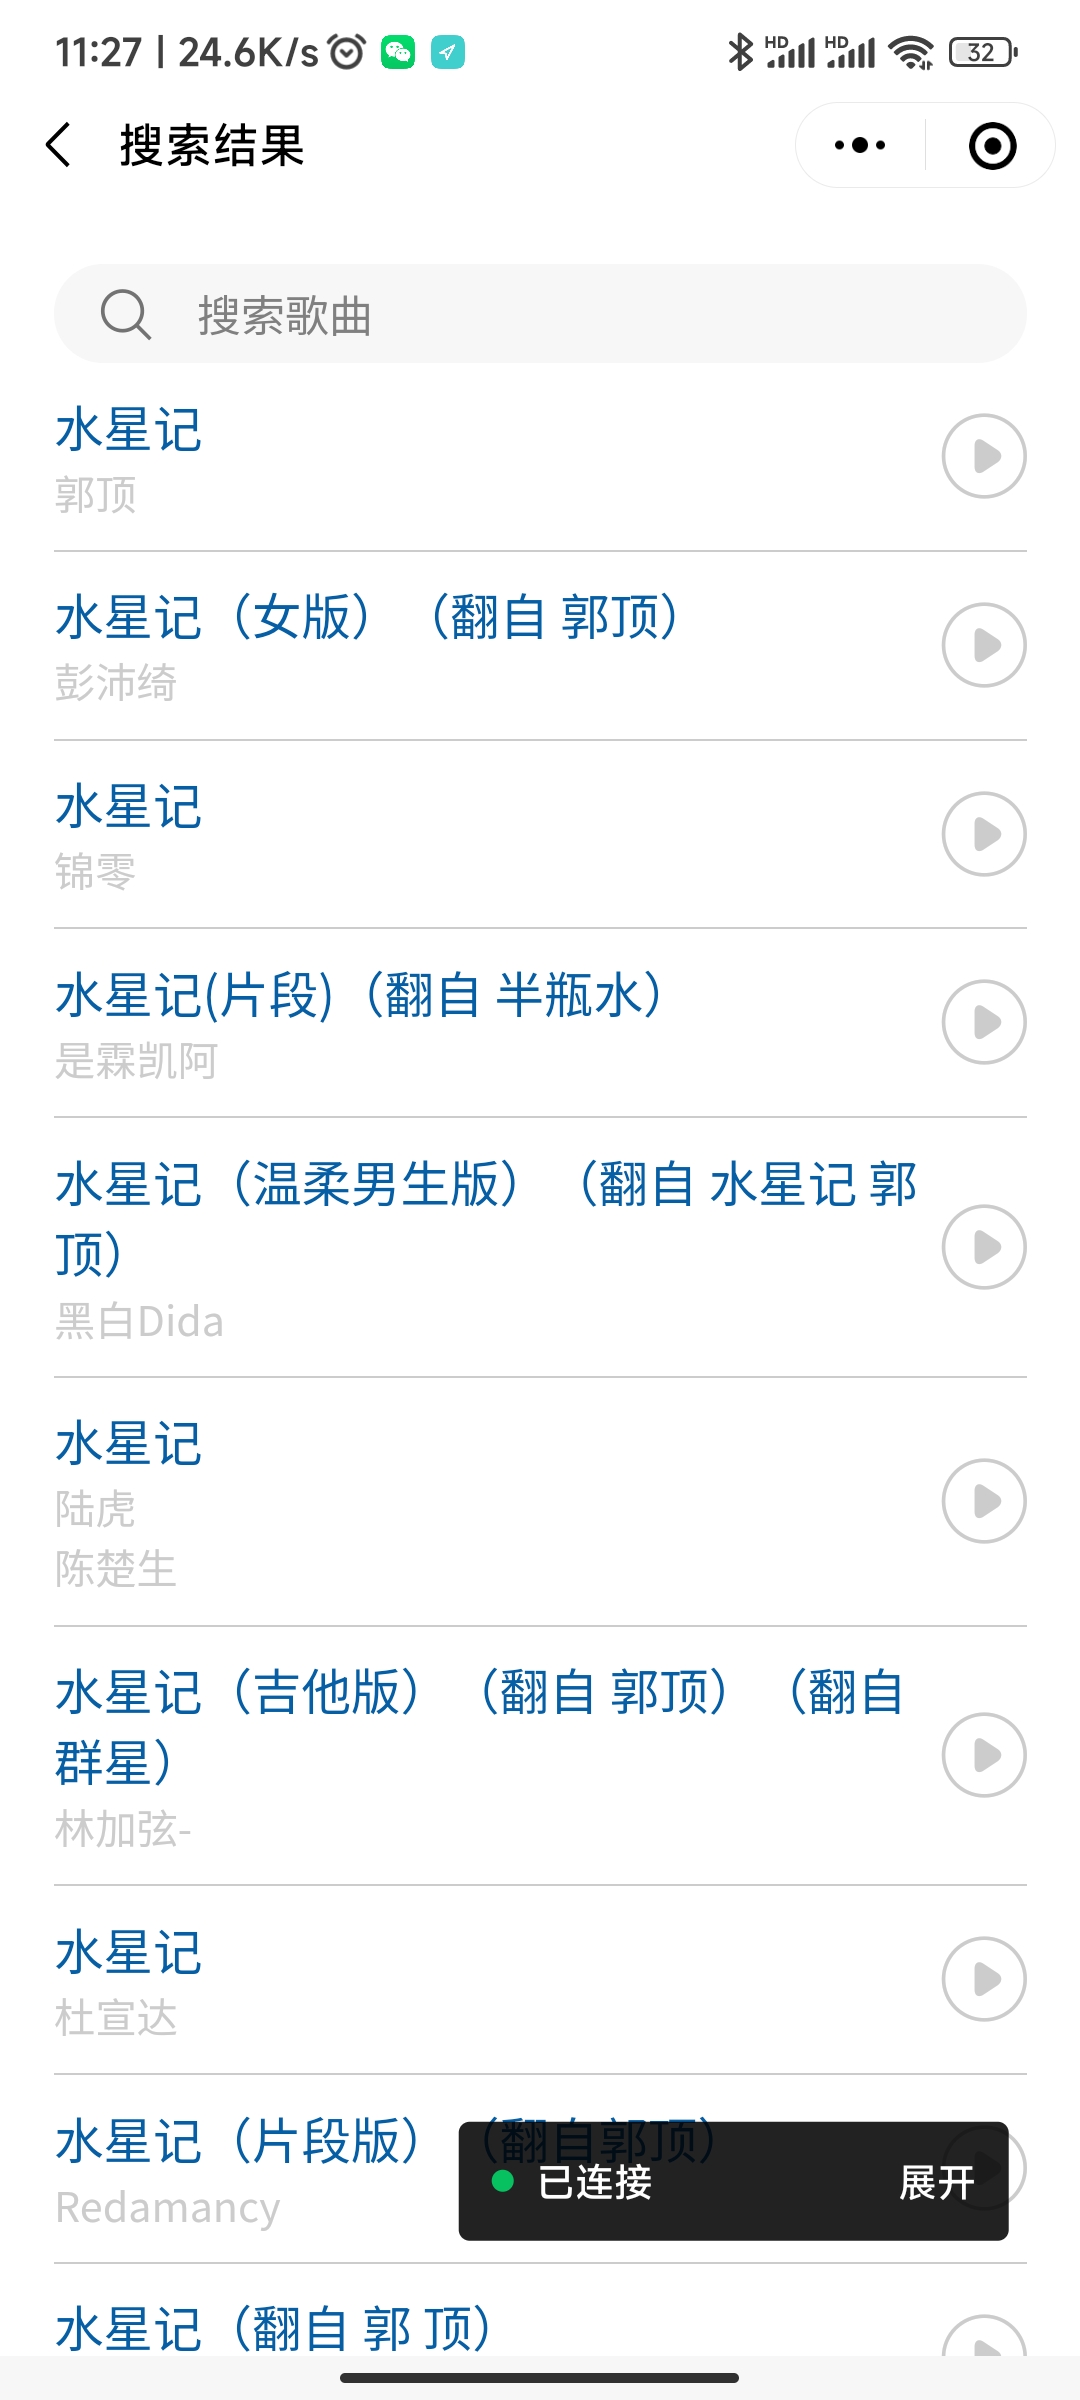 11:27 | 24.6K/s HD HD 32
搜索结果
搜索歌曲
水星记
郭顶
水星记（女版）（翻自 郭顶）
彭沛绮
水星记
锦零
水星记(片段)（翻自 半瓶水）
是霖凯阿
水星记（温柔男生版）（翻自 水星记 郭
顶）
黑白Dida
水星记
陆虎
陈楚生
水星记（吉他版）（翻自 郭顶）（翻自
群星）
林加弦-
水星记
杜宣达
水星记（片段版）（翻自郭顶）
Redamancy
已连接 展开
水星记（翻自 郭 顶）